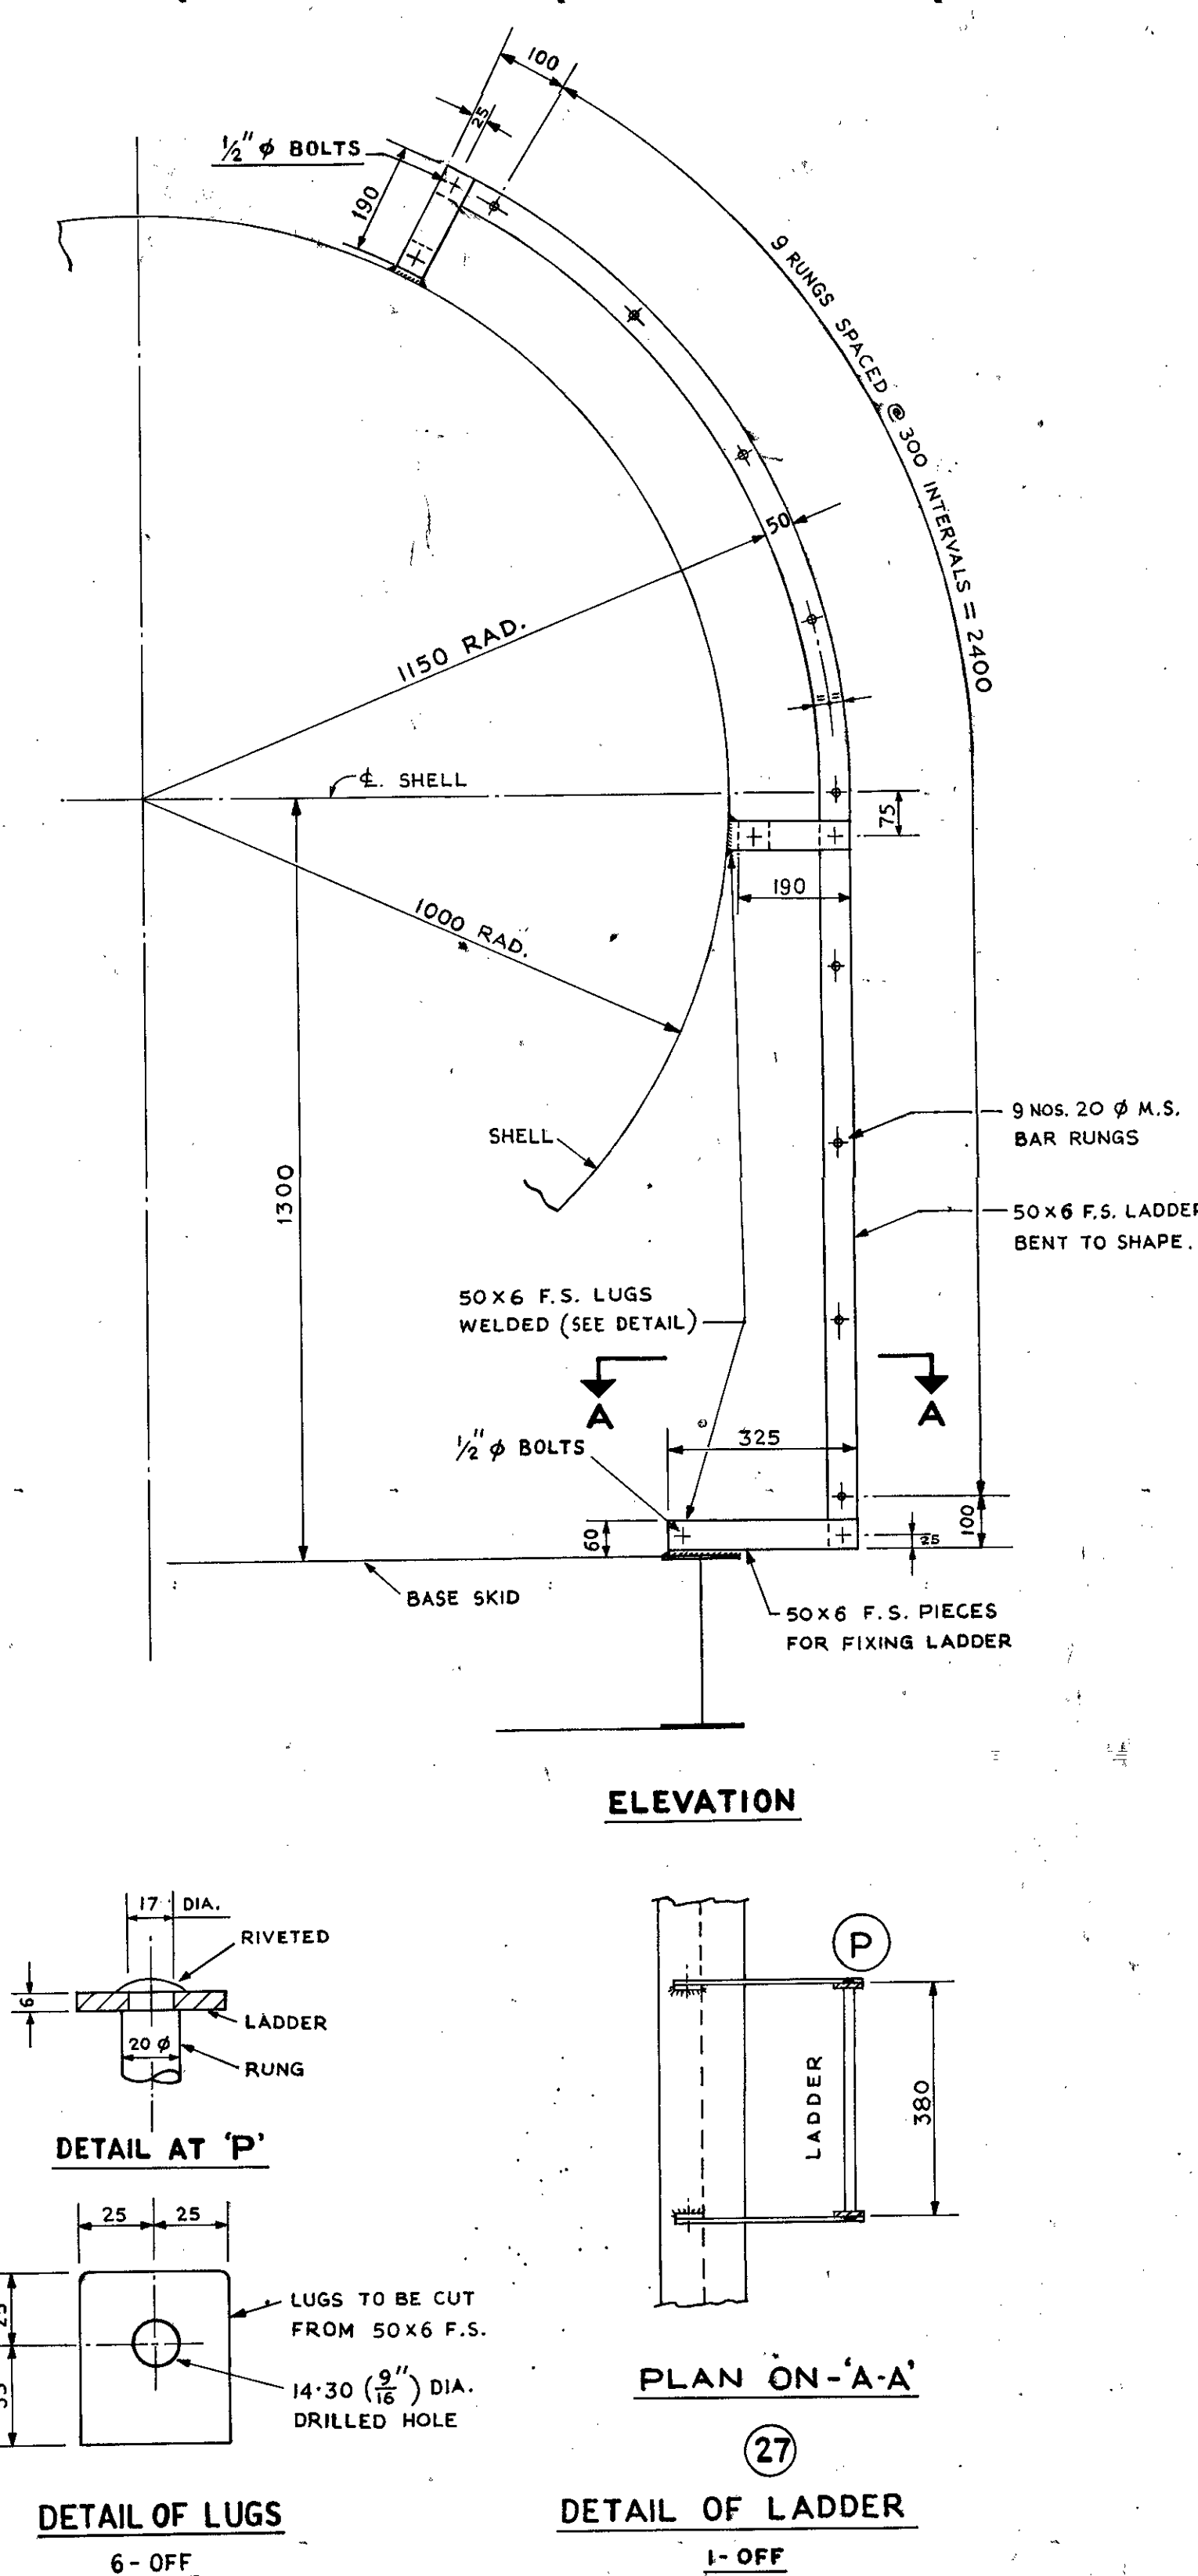 100
25
1/2" φ BOLTS
190
9 RUNGS SPACED @ 300 INTERVALS = 2400
50
1150 RAD.
= =
℄. SHELL
75
190
1000 RAD.
1300
SHELL
9 NOS. 20 φ M.S.
BAR RUNGS
50×6 F.S. LADDER
BENT TO SHAPE.
50×6 F.S. LUGS
WELDED (SEE DETAIL)
A
A
325
1/2" φ BOLTS
60
100
25
BASE SKID
50×6 F.S. PIECES
FOR FIXING LADDER
ELEVATION
17 DIA.
RIVETED
6
LADDER
20 φ
RUNG
DETAIL AT 'P'
P
LADDER
380
25
25
25
LUGS TO BE CUT
FROM 50×6 F.S.
14·30 (9/16") DIA.
DRILLED HOLE
PLAN ON-'A-A'
27
DETAIL OF LUGS
6-OFF
DETAIL OF LADDER
1-OFF